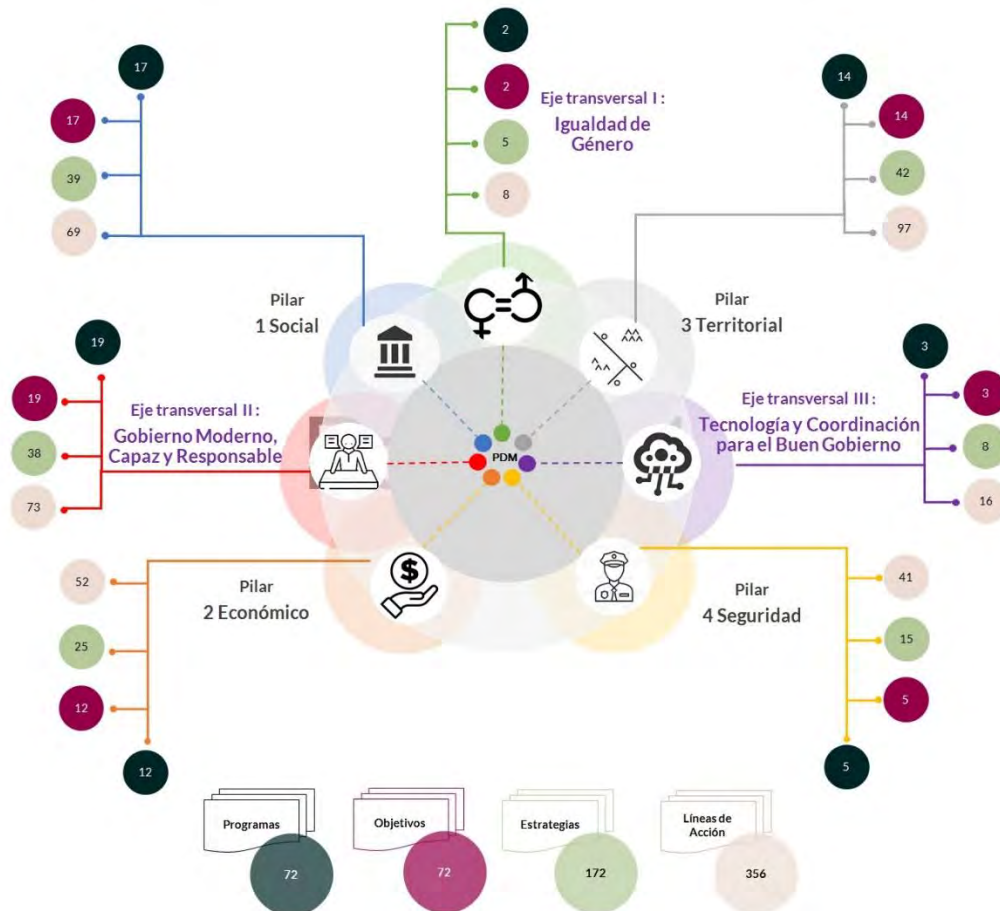 2
2
5
8
Eje transversal I :
Igualdad de
Género
17
17
39
69
14
14
42
97
Pilar
1 Social
Pilar
3 Territorial
19
19
38
73
Eje transversal II :
Gobierno Moderno,
Capaz y Responsable
PDM
Eje transversal III :
Tecnología y Coordinación
para el Buen Gobierno
3
3
8
16
52
25
12
12
Pilar
2 Económico
$
Pilar
4 Seguridad
41
15
5
5
Programas
72
Objetivos
72
Estrategias
172
Líneas de
Acción
356